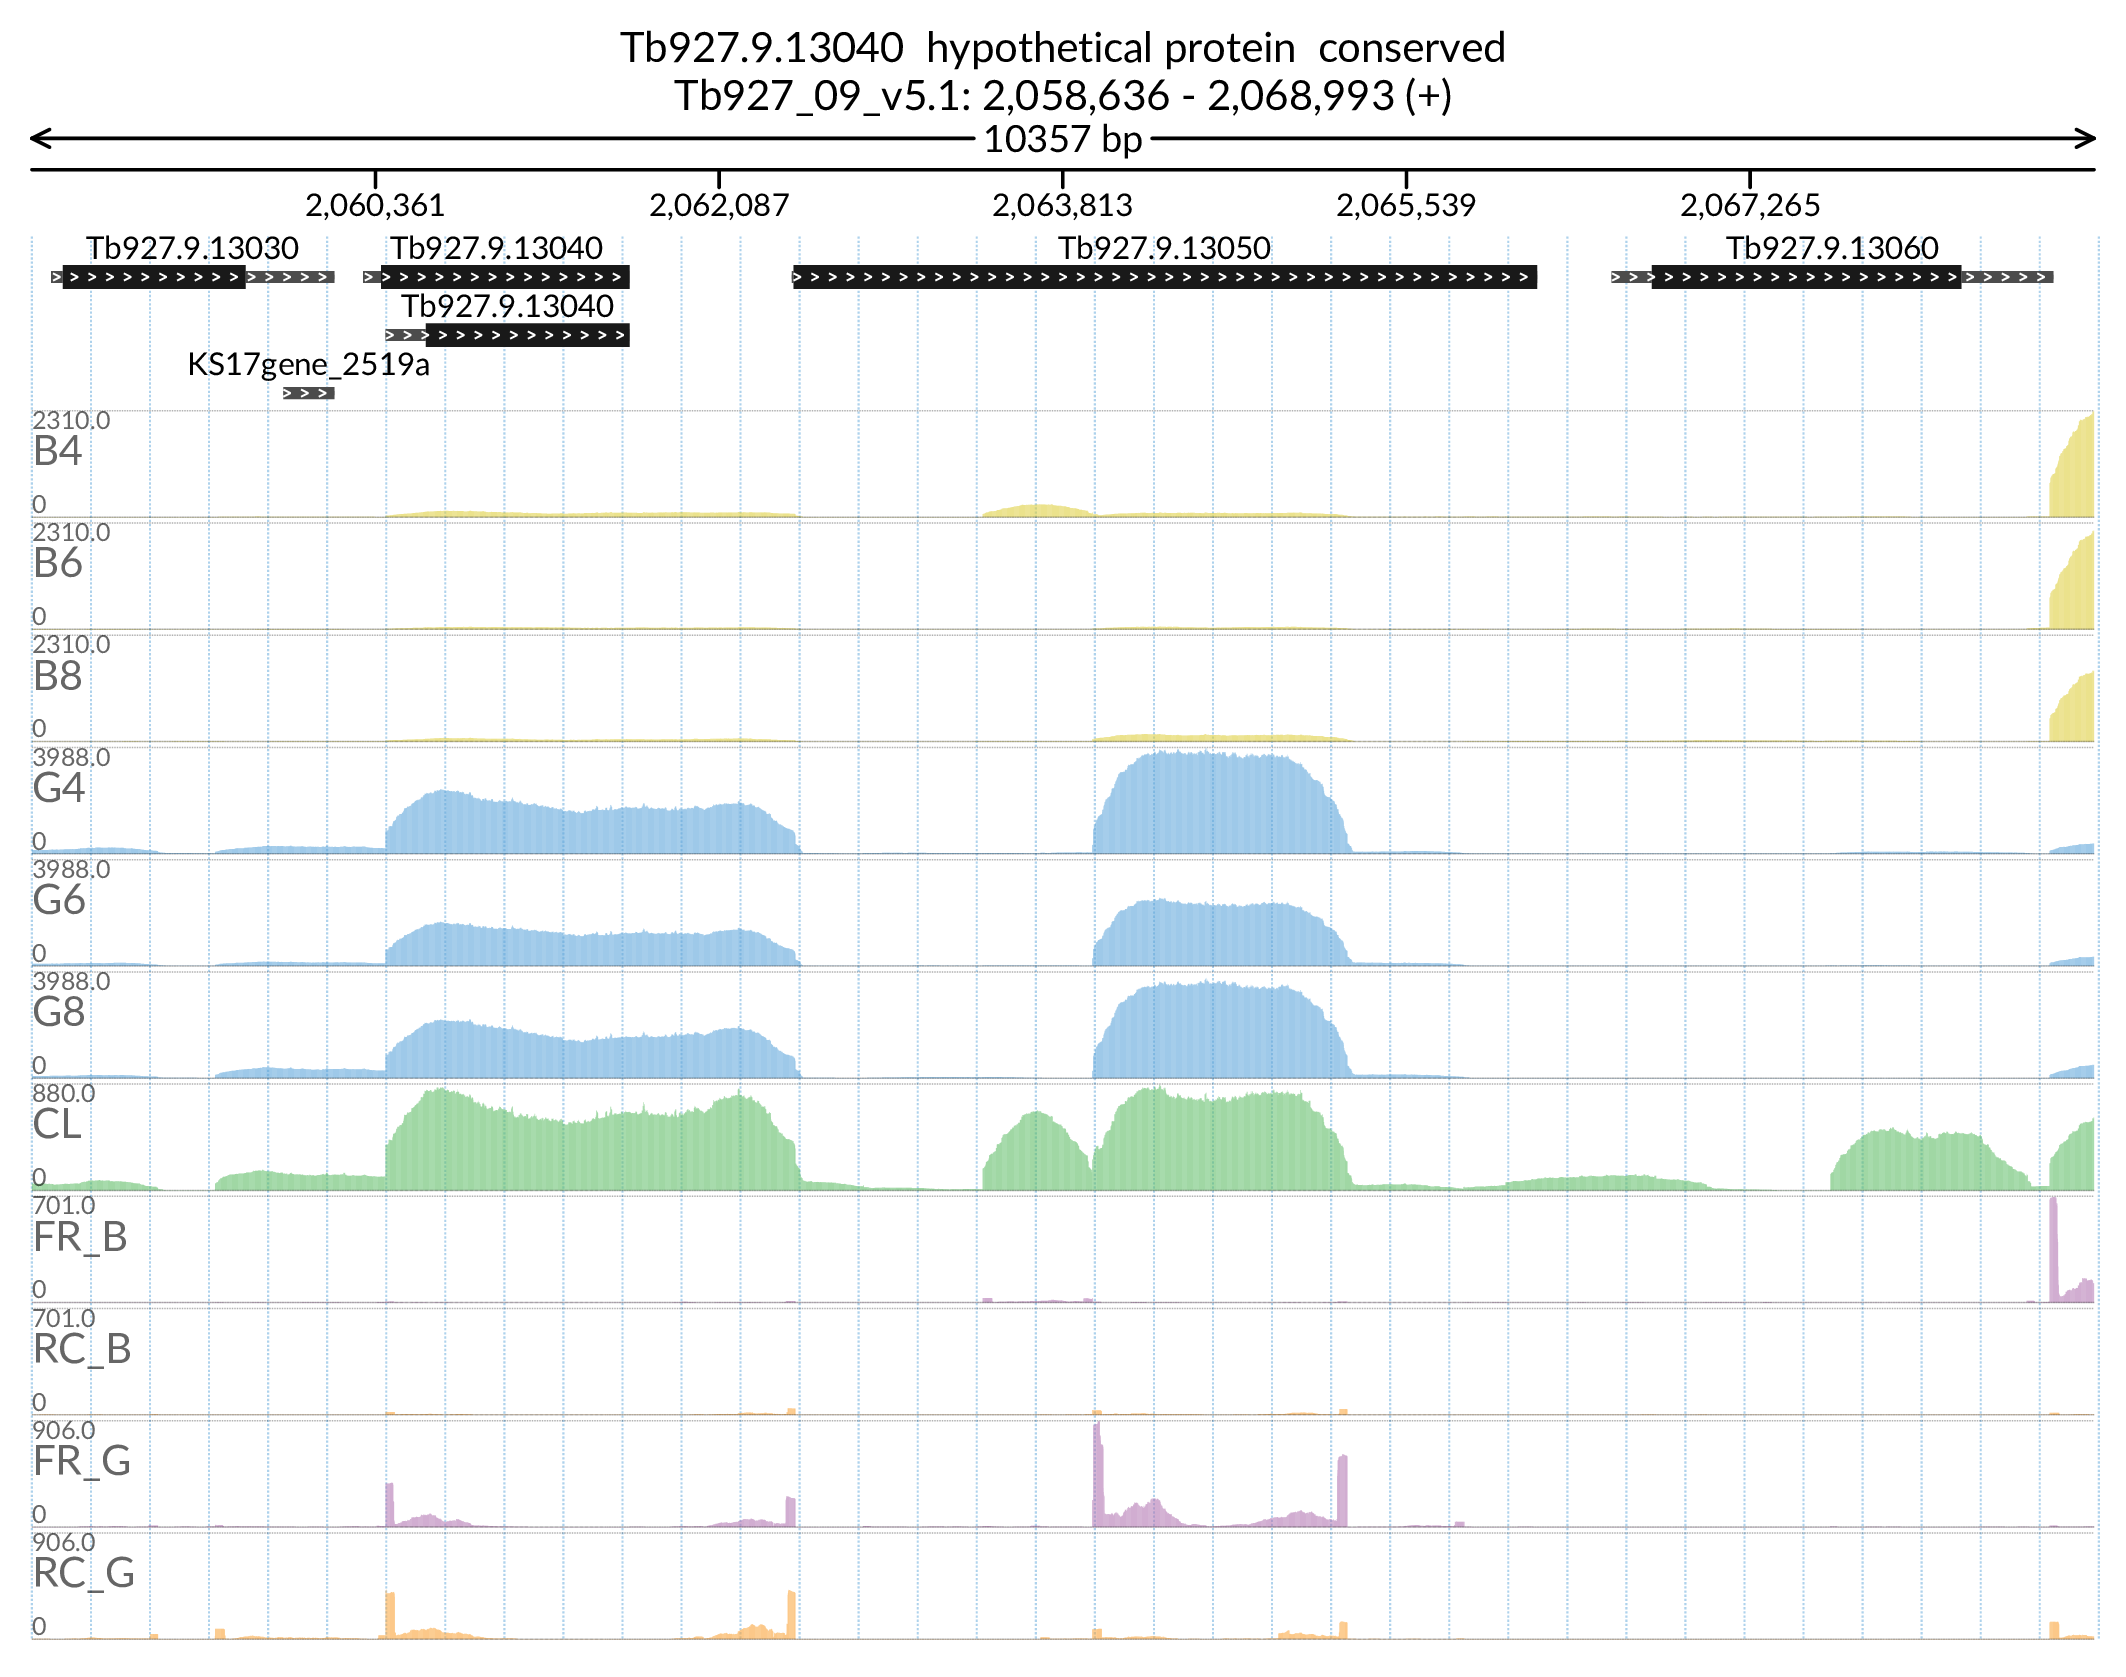 Tb927.9.13040  hypothetical protein  conserved
Tb927_09_v5.1: 2,058,636 - 2,068,993 (+)
10357 bp
2,060,361 2,062,087 2,063,813 2,065,539 2,067,265
Tb927.9.13030 Tb927.9.13040 Tb927.9.13050 Tb927.9.13060
Tb927.9.13040
KS17gene_2519a
2310.0
B4
0
2310.0
B6
0
2310.0
B8
0
3988.0
G4
0
3988.0
G6
0
3988.0
G8
0
880.0
CL
0
701.0
FR_B
0
701.0
RC_B
0
906.0
FR_G
0
906.0
RC_G
0